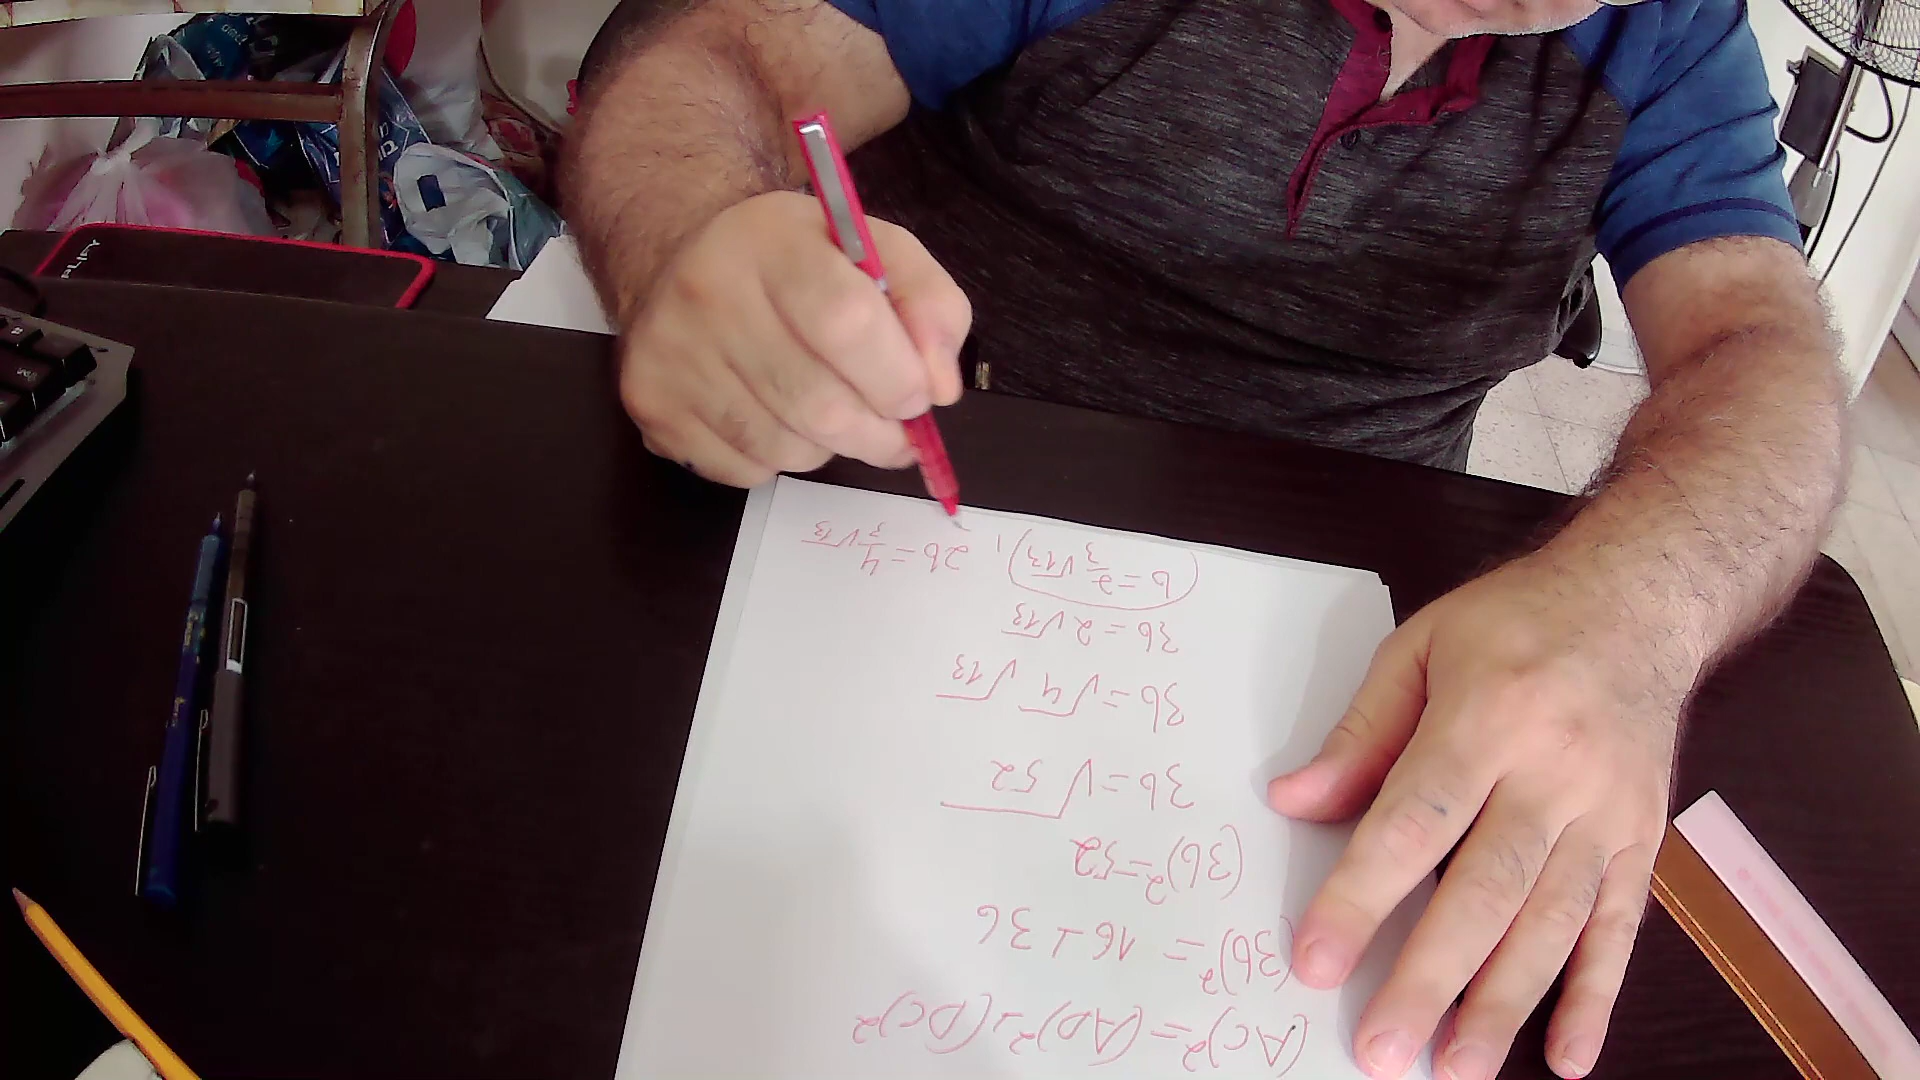 (AC)²=(AD)²+(DC)²
(3b)²= 16+36
(3b)²=52
3b=√52
3b=√4 √13
3b=2√13
b=2/3 √13, 2b=4/3 √13